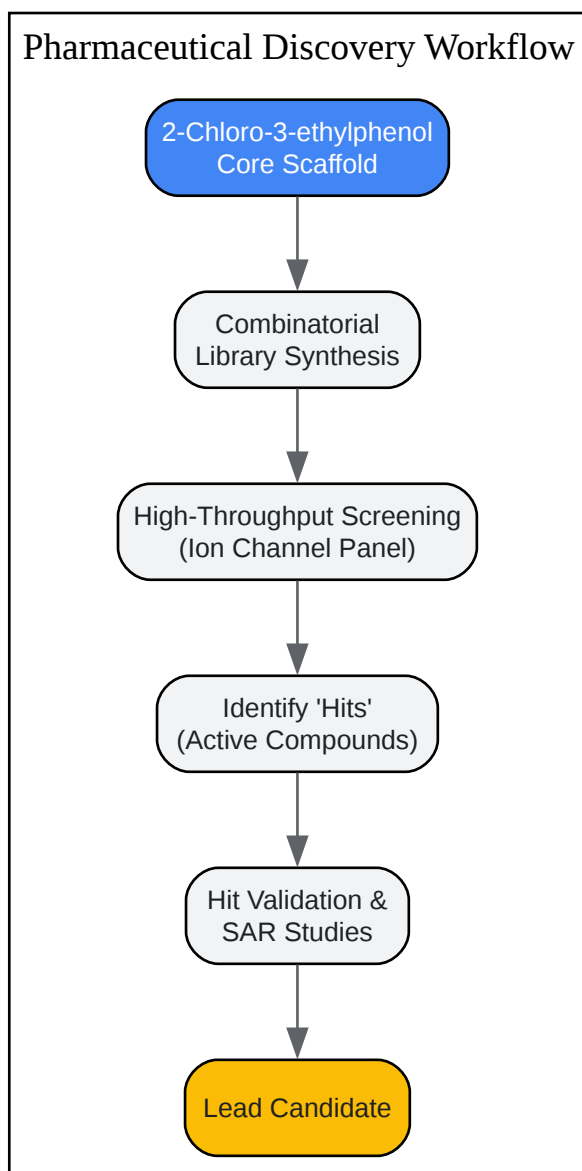 Pharmaceutical Discovery Workflow
2-Chloro-3-ethylphenol
Core Scaffold
Combinatorial
Library Synthesis
High-Throughput Screening
(Ion Channel Panel)
Identify 'Hits'
(Active Compounds)
Hit Validation &
SAR Studies
Lead Candidate